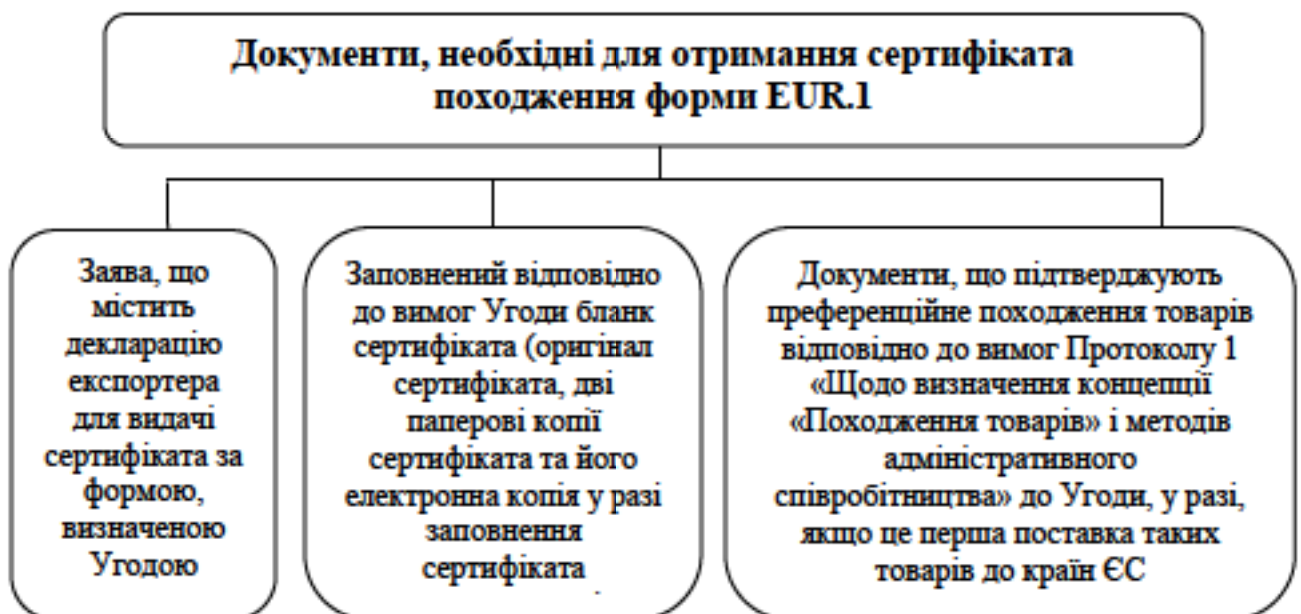 Документи, необхідні для отримання сертифіката
походження форми EUR.1
Заява, що
містить
декларацію
експортера
для видачі
сертифіката за
формою,
визначеною
Угодою
Заповнений відповідно
до вимог Угоди бланк
сертифіката (оригінал
сертифіката, дві
паперові копії
сертифіката та його
електронна копія у разі
заповнення
сертифіката
Документи, що підтверджують
преференційне походження товарів
відповідно до вимог Протоколу 1
«Щодо визначення концепції
«Походження товарів» і методів
адміністративного
співробітництва» до Угоди, у разі,
якщо це перша поставка таких
товарів до країн ЄС